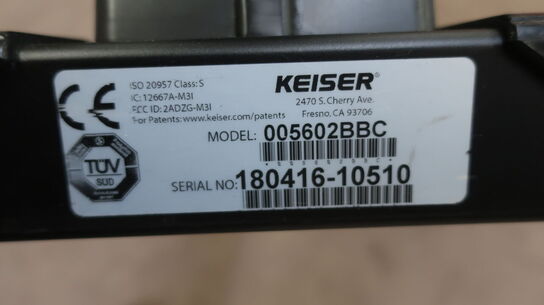 CE
ISO 20957 Class: S
IC: 12667A-M3I
FCC ID: 2ADZG-M3I
For Patents: www.keiser.com/patents
KEISER®
2470 S. Cherry Ave.
Fresno, CA 93706
MODEL: 005602BBC
TÜV
SÜD
SERIAL NO: 180416-10510